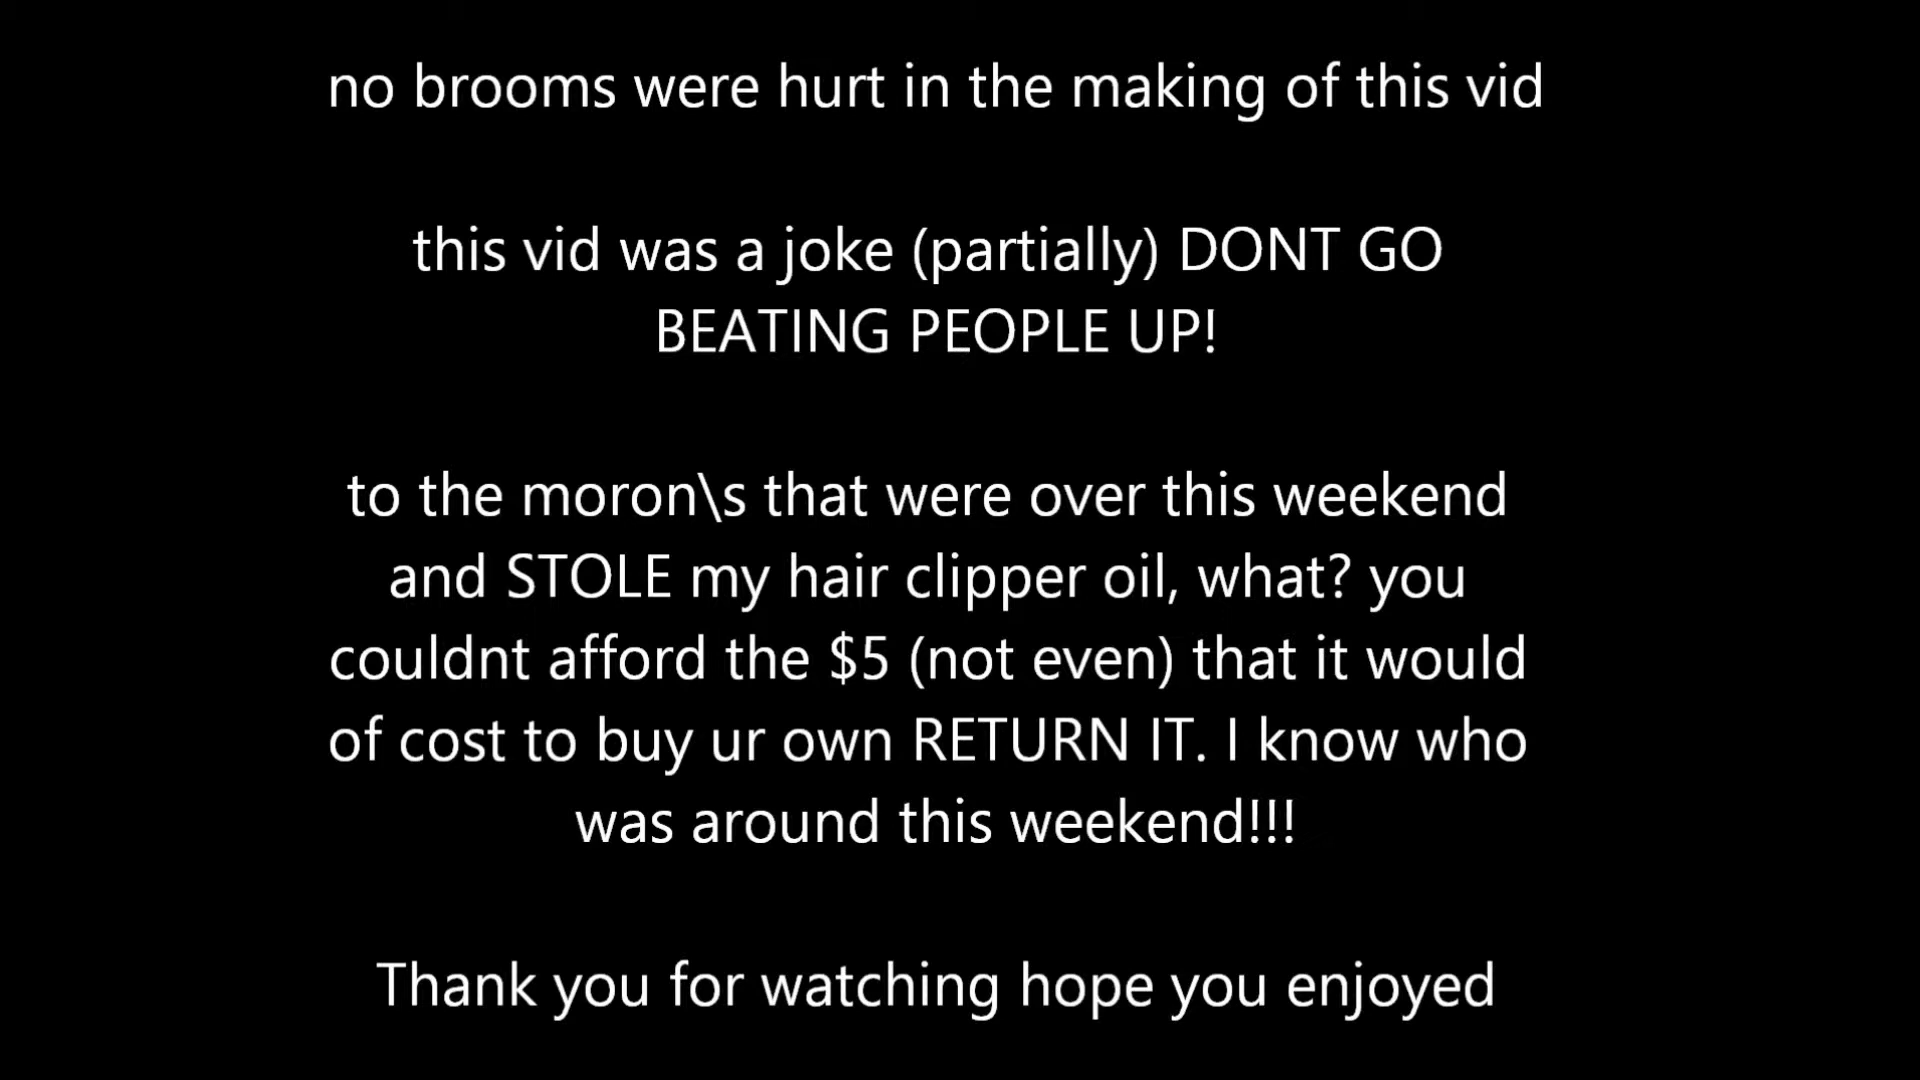 no brooms were hurt in the making of this vid
this vid was a joke (partially) DONT GO
BEATING PEOPLE UP!
to the moron\s that were over this weekend
and STOLE my hair clipper oil, what? you
couldnt afford the $5 (not even) that it would
of cost to buy ur own RETURN IT. I know who
was around this weekend!!!
Thank you for watching hope you enjoyed